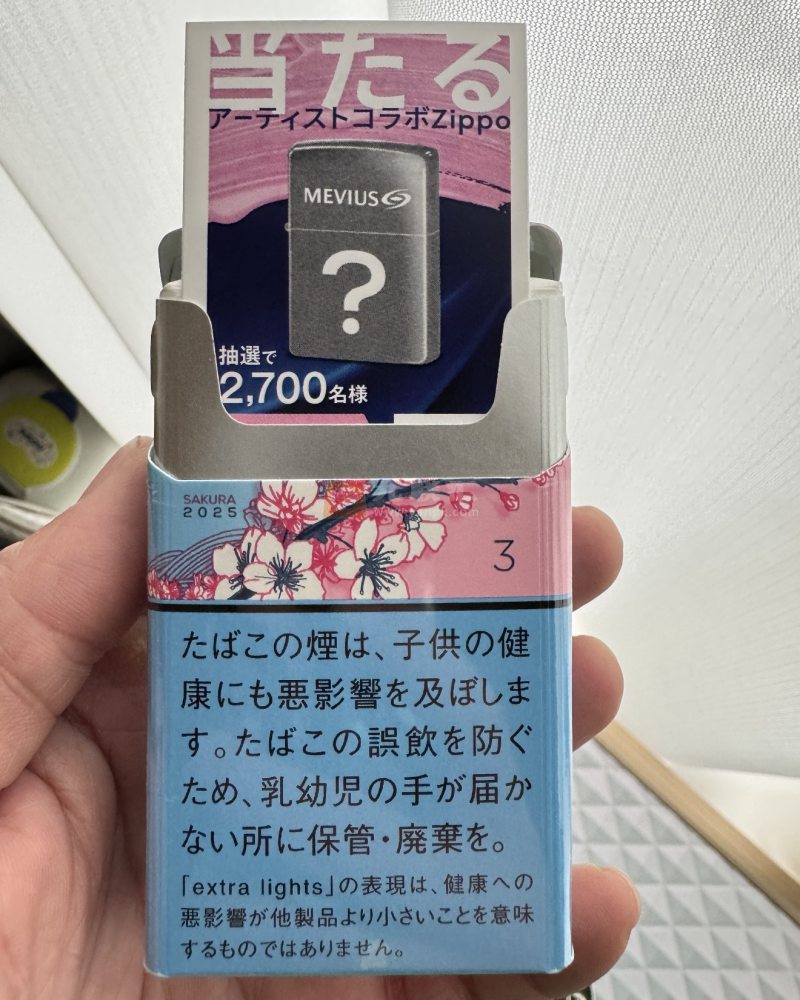 当たる
アーティストコラボZippo
MEVIUS
?
抽選で
2,700名様
SAKURA
2025
3
たばこの煙は、子供の健
康にも悪影響を及ぼしま
す。たばこの誤飲を防ぐ
ため、乳幼児の手が届か
ない所に保管・廃棄を。
「extra lights」の表現は、健康への
悪影響が他製品より小さいことを意味
するものではありません。